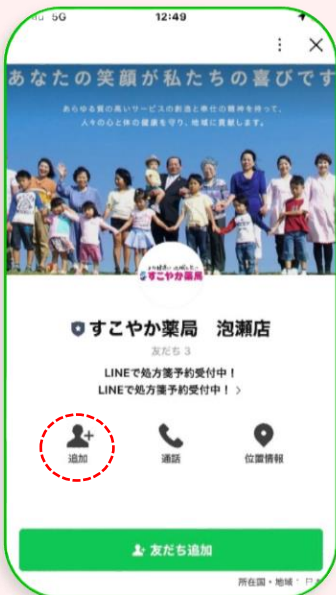 5G
12:49
あなたの笑顔が私たちの喜びです
あらゆる質の高いサービスの創造と奉仕の精神を持って、
人々の心と体の健康を守り、地域に貢献します。
すこやか薬局
すこやか薬局 泡瀬店
友だち 3
LINEで処方箋予約受付中!
LINEで処方箋予約受付中!
追加
通話
位置情報
友だち追加
所在国・地域